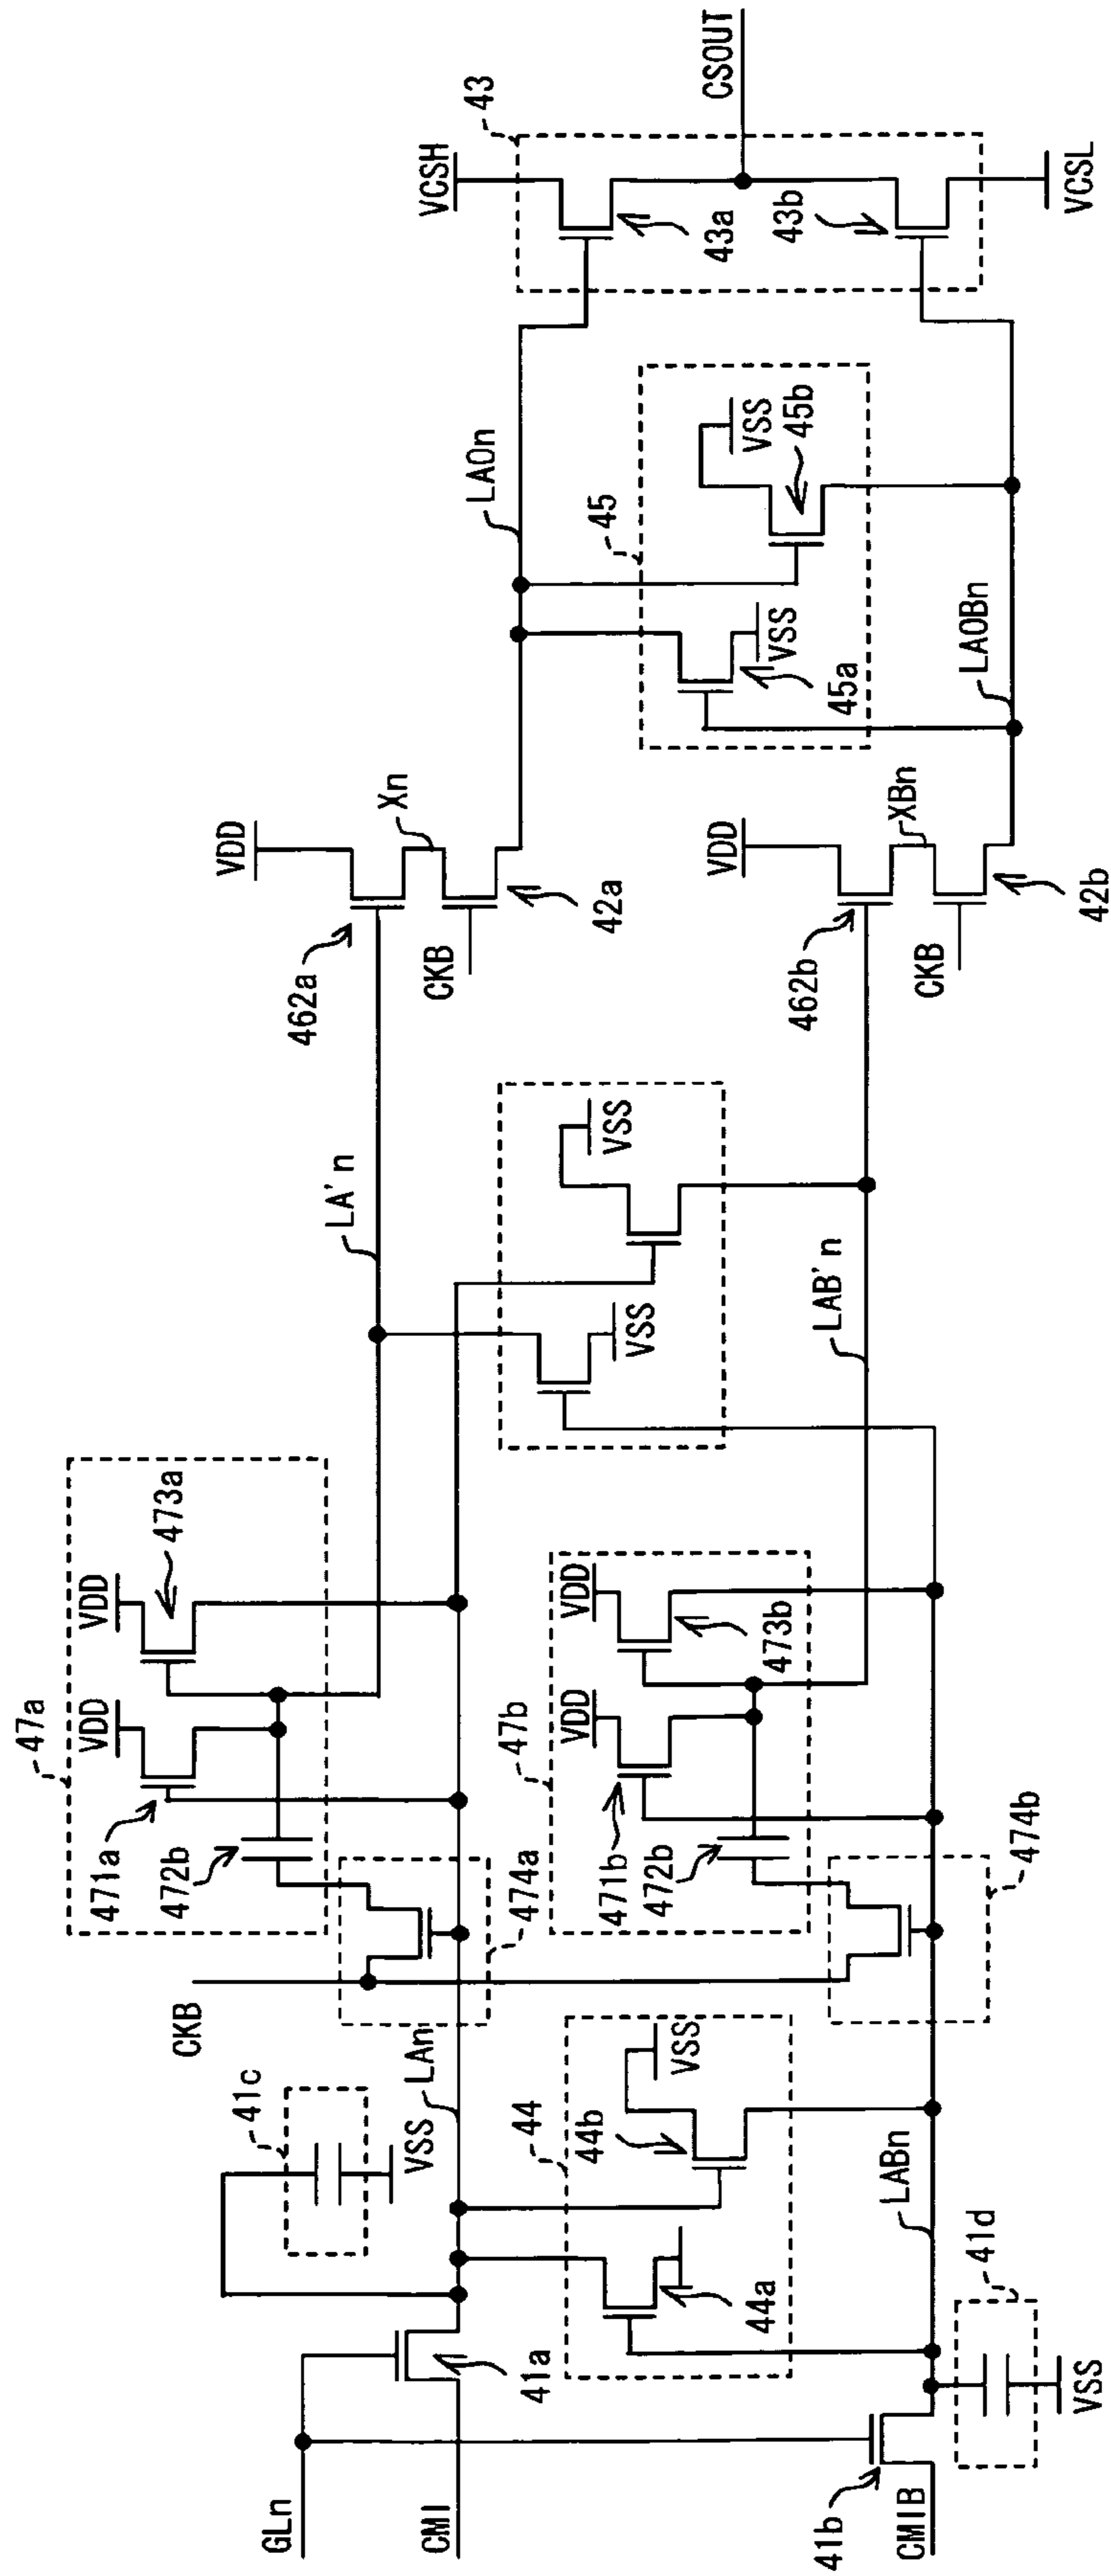 GLn
CMI
CMIB
41a
41b
41c
VSS
41d
VSS
LAn
LABn
44
44a
44b
VSS
CKB
474a
474b
47a
471a
472b
473a
VDD
VDD
47b
471b
472b
473b
VDD
VDD
LA'n
LAB'n
VSS
VSS
462a
VDD
Xn
CKB
42a
462b
VDD
XBn
CKB
42b
LAOn
LAOBn
45
45a
VSS
45b
VSS
43
VCSH
43a
43b
VCSL
CSOUT